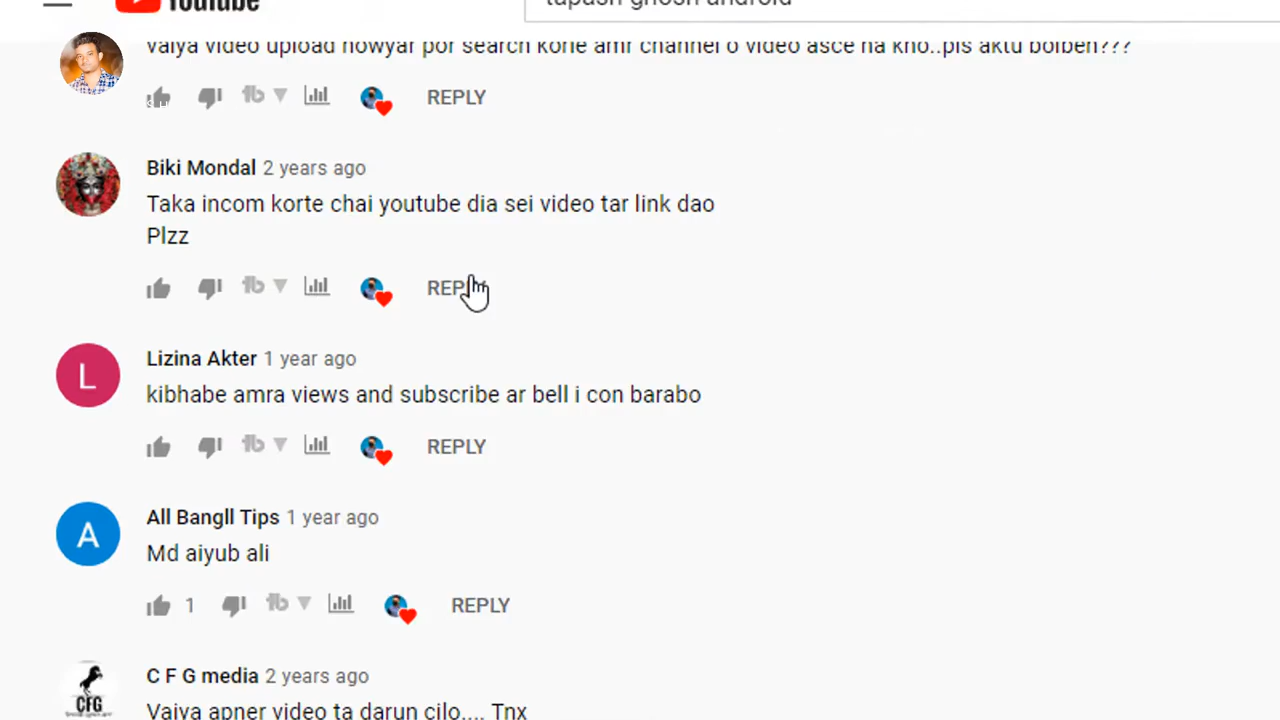 YouTube
tapash ghosh android
vaiya video upload howyar por search korle amr channel o video asce na kno..pls aktu bolben???
REPLY
Biki Mondal 2 years ago
Taka incom korte chai youtube dia sei video tar link dao
Plzz
REPLY
Lizina Akter 1 year ago
L
kibhabe amra views and subscribe ar bell i con barabo
REPLY
All Bangll Tips 1 year ago
A
Md aiyub ali
1 REPLY
C F G media 2 years ago
CFG
Vaiya apner video ta darun cilo.... Tnx